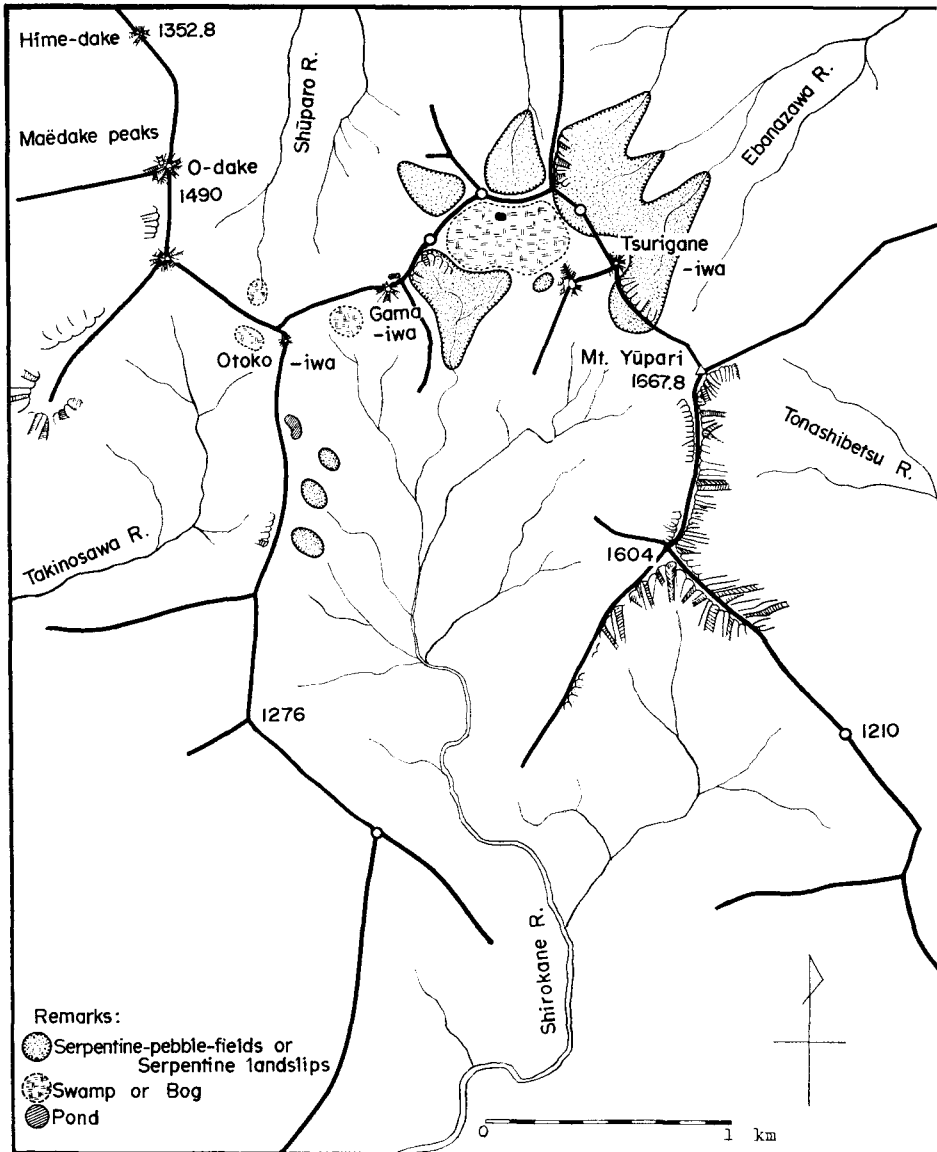 Hime-dake
1352.8
Shūparo R.
Ebanazawa R.
Maëdake peaks
O-dake
1490
Tsurigane
-iwa
Gama
-iwa
Otoko -iwa
Mt. Yūpari
1667.8
Tonashibetsu R.
Takinosawa R.
1604
1276
1210
Shirokane R.
Remarks:
Serpentine-pebble-fields or
Serpentine landslips
Swamp or Bog
Pond
0 1 km